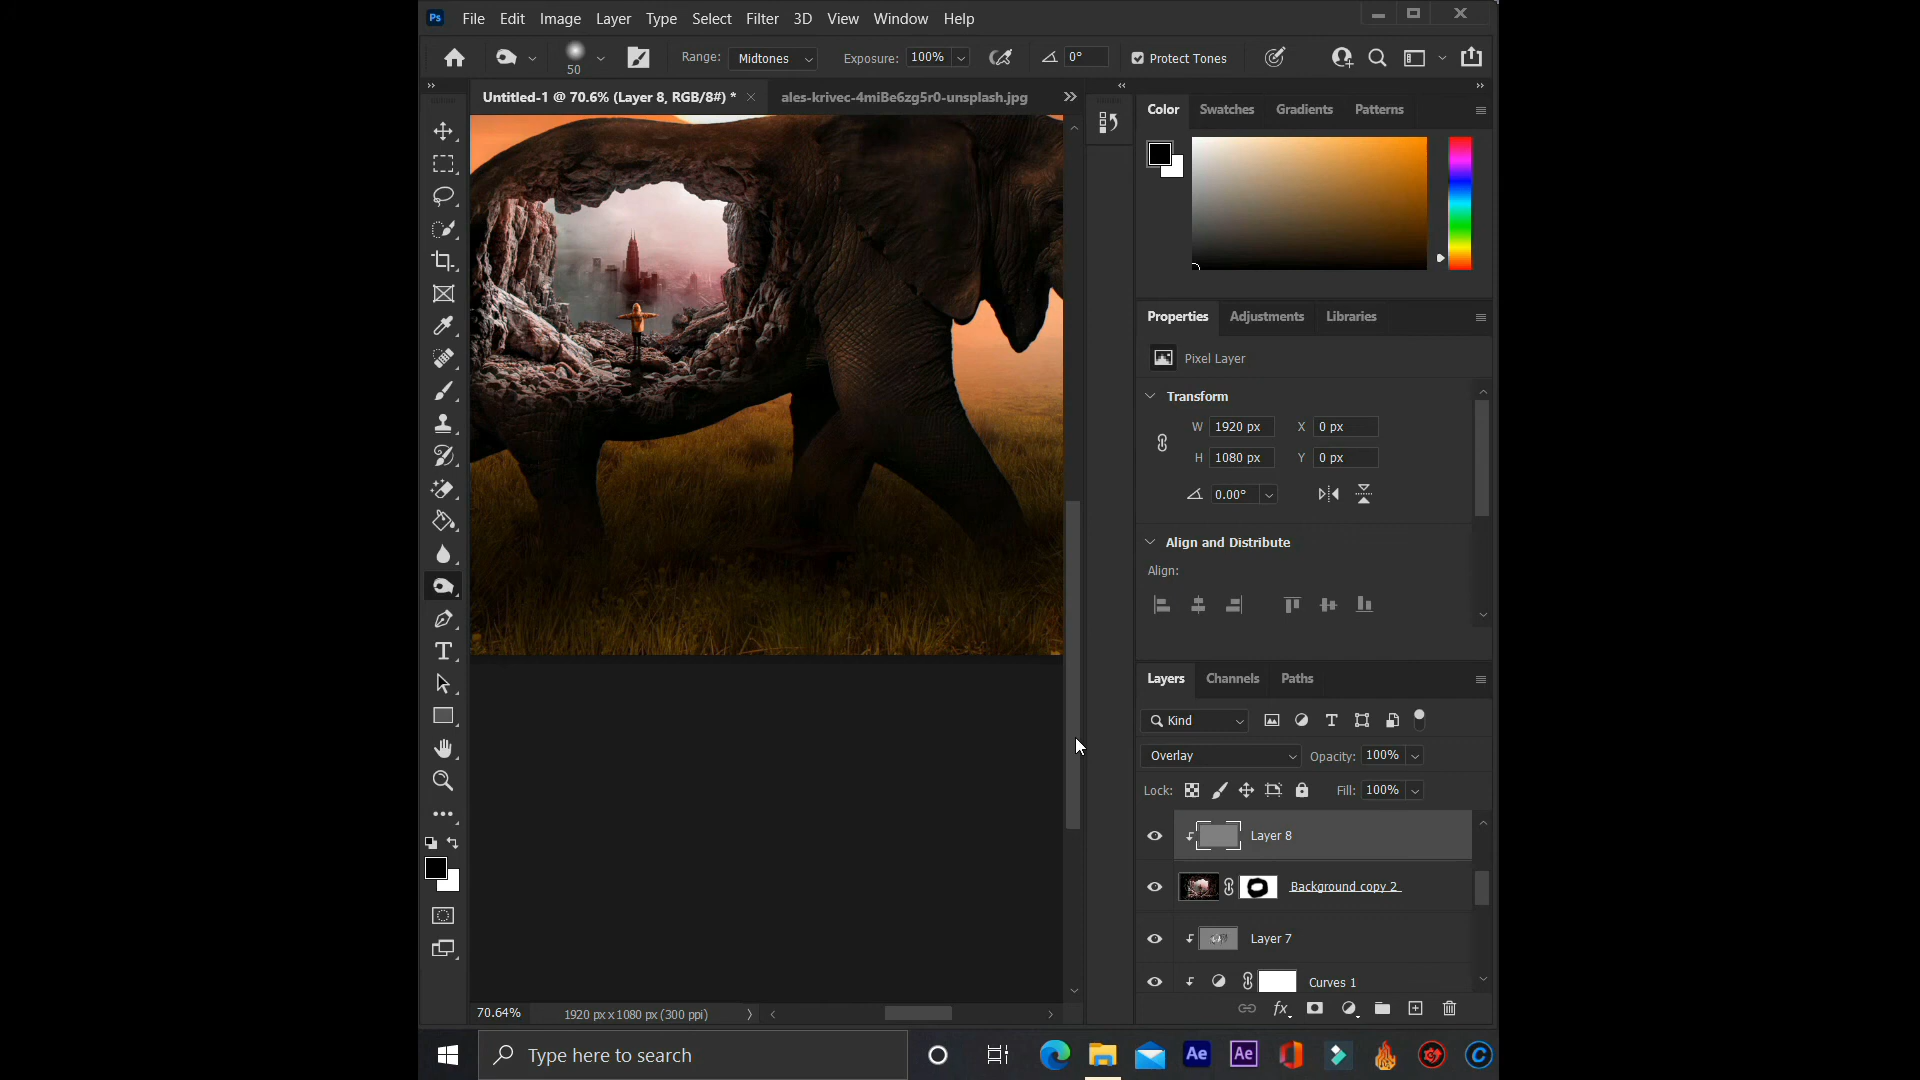 Ps File Edit Image Layer Type Select Filter 3D View Window Help
50 Range: Midtones Exposure: 100% 0° Protect Tones
Untitled-1 @ 70.6% (Layer 8, RGB/8#) * ales-krivec-4miBe6zg5r0-unsplash.jpg
Color Swatches Gradients Patterns
Properties Adjustments Libraries
Pixel Layer
Transform
W 1920 px X 0 px
H 1080 px Y 0 px
0.00°
Align and Distribute
Align:
Layers Channels Paths
Kind
Overlay Opacity: 100%
Lock: Fill: 100%
Layer 8
Background copy 2
Layer 7
Curves 1
70.64% 1920 px x 1080 px (300 ppi)
Type here to search
Ae Ae